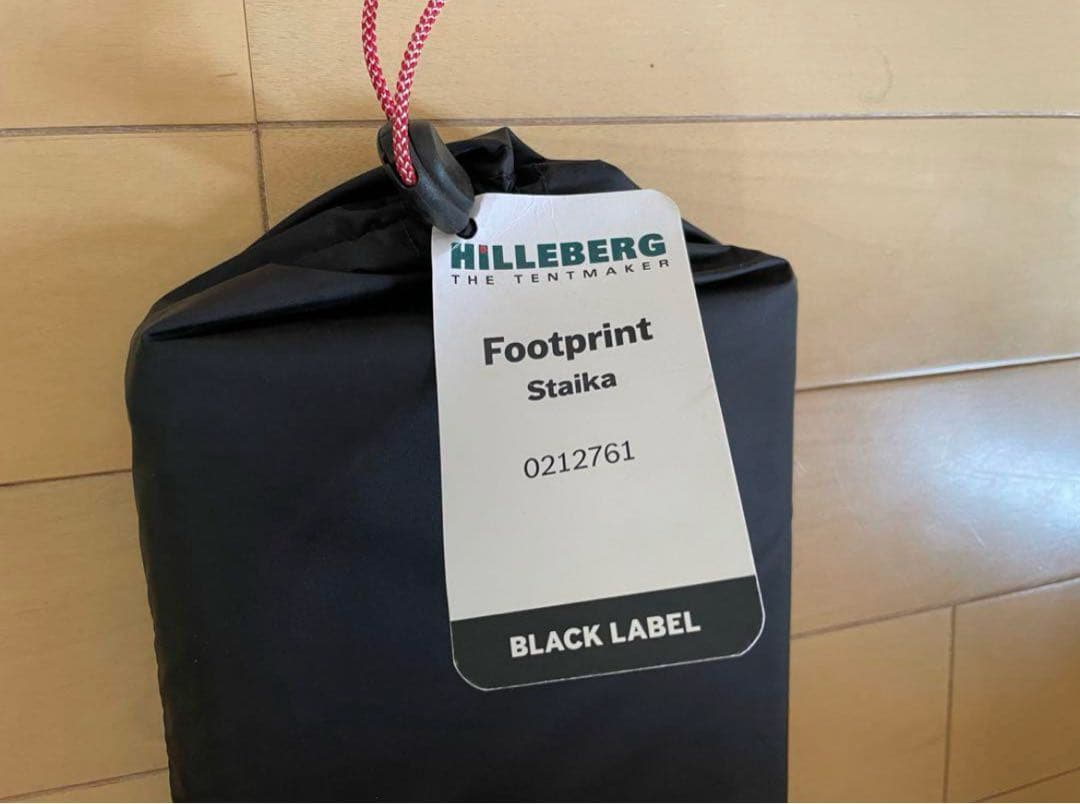 HILLEBERG
THE TENTMAKER
Footprint
Staika
0212761
BLACK LABEL